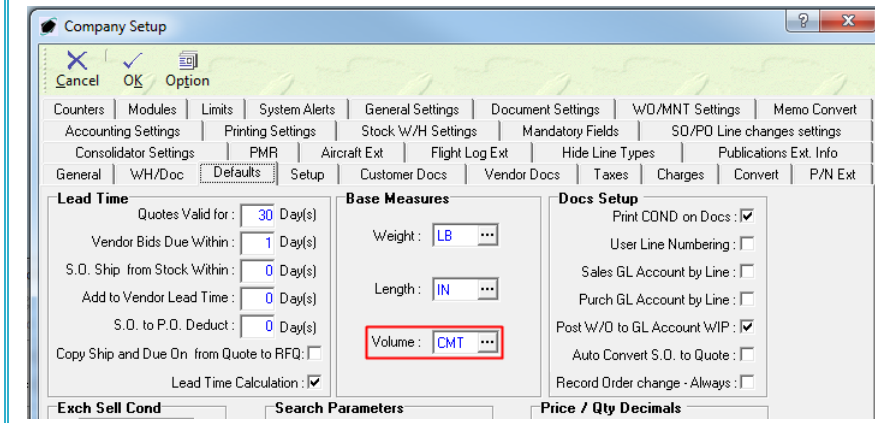 Company Setup
Cancel OK Option
Counters Modules Limits System Alerts General Settings Document Settings WO/MNT Settings Memo Convert
Accounting Settings Printing Settings Stock W/H Settings Mandatory Fields SO/PO Line changes settings
Consolidator Settings PMR Aircraft Ext Flight Log Ext Hide Line Types Publications Ext. Info
General WH/Doc Defaults Setup Customer Docs Vendor Docs Taxes Charges Convert P/N Ext
Lead Time Base Measures Docs Setup
Quotes Valid for : 30 Day(s)
Vendor Bids Due Within : 1 Day(s)
S.O. Ship from Stock Within : 0 Day(s)
Add to Vendor Lead Time : 0 Day(s)
S.O. to P.O. Deduct : 0 Day(s)
Copy Ship and Due On from Quote to RFQ:
Lead Time Calculation :
Weight : LB ...
Length : IN ...
Volume : CMT ...
Print COND on Docs :
User Line Numbering :
Sales GL Account by Line :
Purch GL Account by Line :
Post W/O to GL Account WIP :
Auto Convert S.O. to Quote :
Record Order change - Always :
Exch Sell Cond Search Parameters Price / Qty Decimals